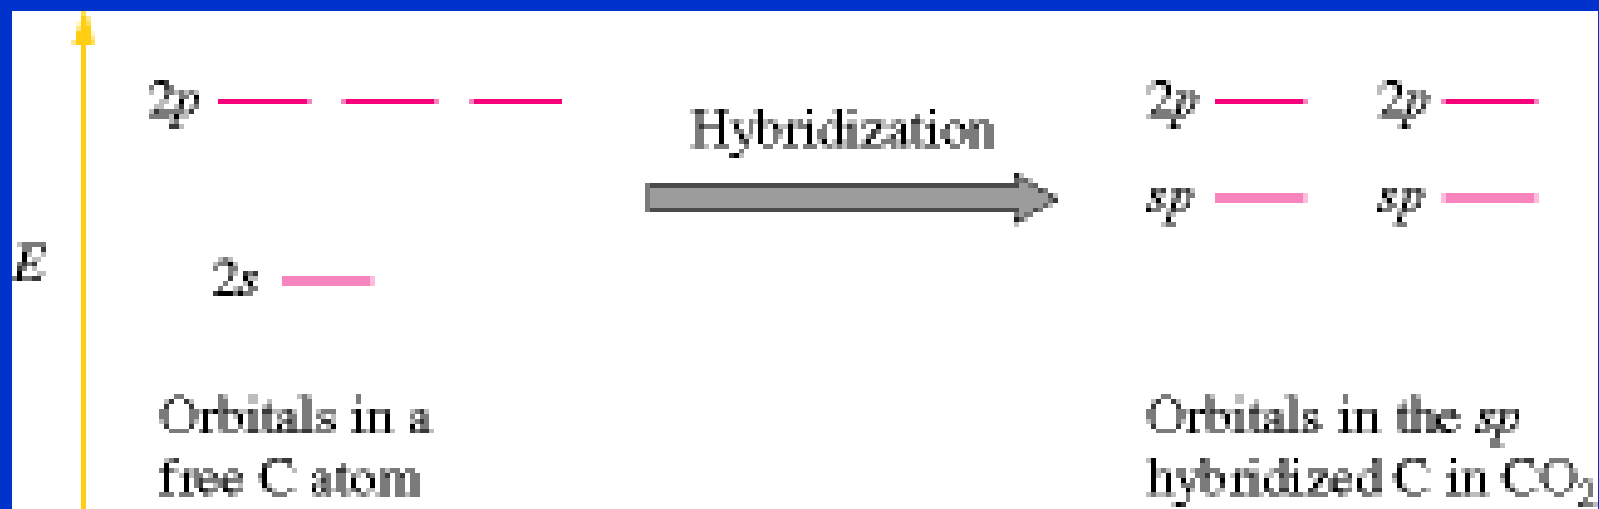 2p
Hybridization
2p 2p
sp sp
E
2s
Orbitals in a
free C atom
Orbitals in the sp
hybridized C in CO₂